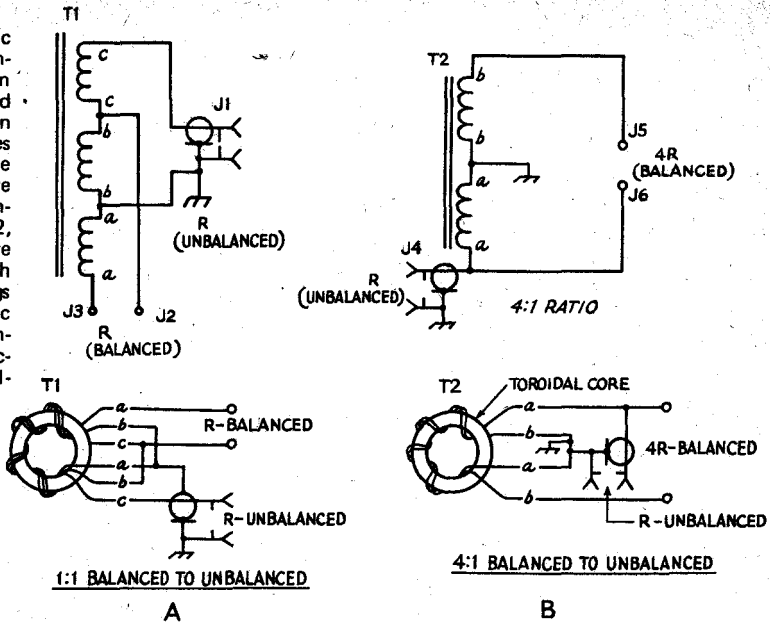 T1
c
c
b
b
a
a
J1
R
(UNBALANCED)
J3
J2
R
(BALANCED)
T2
b
b
a
a
J5
4R
(BALANCED)
J6
J4
R
(UNBALANCED)
4:1 RATIO
T1
a
b
c
a
b
c
R-BALANCED
R-UNBALANCED
1:1 BALANCED TO UNBALANCED
A
T2
TOROIDAL CORE
a
b
a
b
4R-BALANCED
R-UNBALANCED
4:1 BALANCED TO UNBALANCED
B